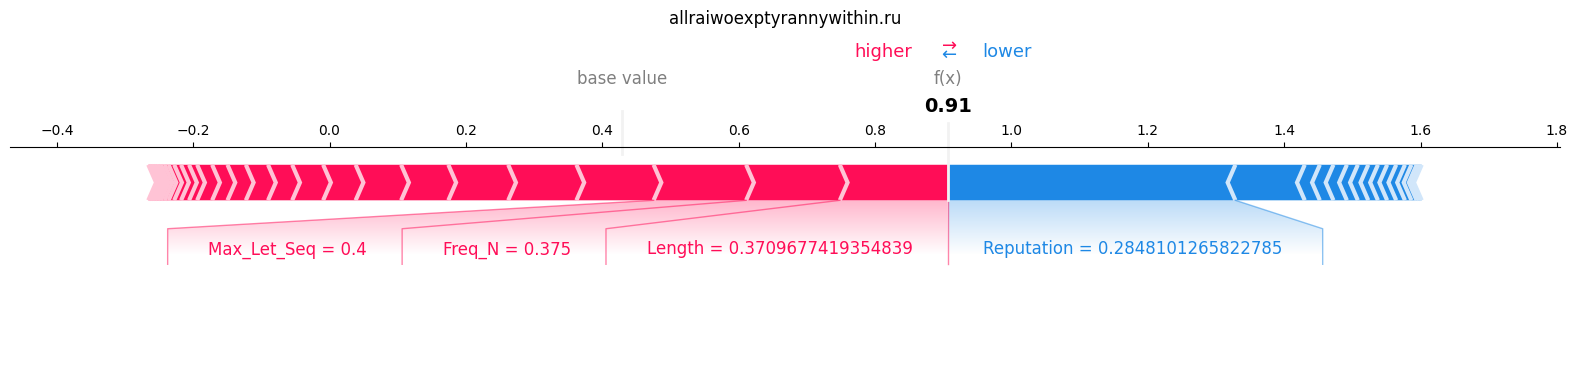 allraiwoexptyrannywithin.ru
higher ⇄ lower
base value f(x)
0.91
−0.4 −0.2 0.0 0.2 0.4 0.6 0.8 1.0 1.2 1.4 1.6 1.8
Max_Let_Seq = 0.4 Freq_N = 0.375 Length = 0.3709677419354839 Reputation = 0.2848101265822785